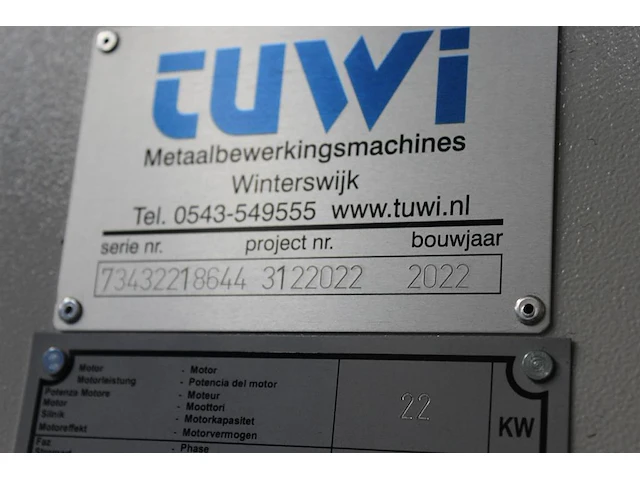 tuwi
Metaalbewerkingsmachines
Winterswijk
Tel. 0543-549555 www.tuwi.nl
serie nr. project nr. bouwjaar
73432218644 3122022 2022
Motor - Motor
Motorleistung - Potencia del motor
Potenza Motore - Moteur
Motor - Moottori
Silnik - Motorkapasitet
Motoreffekt - Motorvermogen
22 KW
Faz - Phase